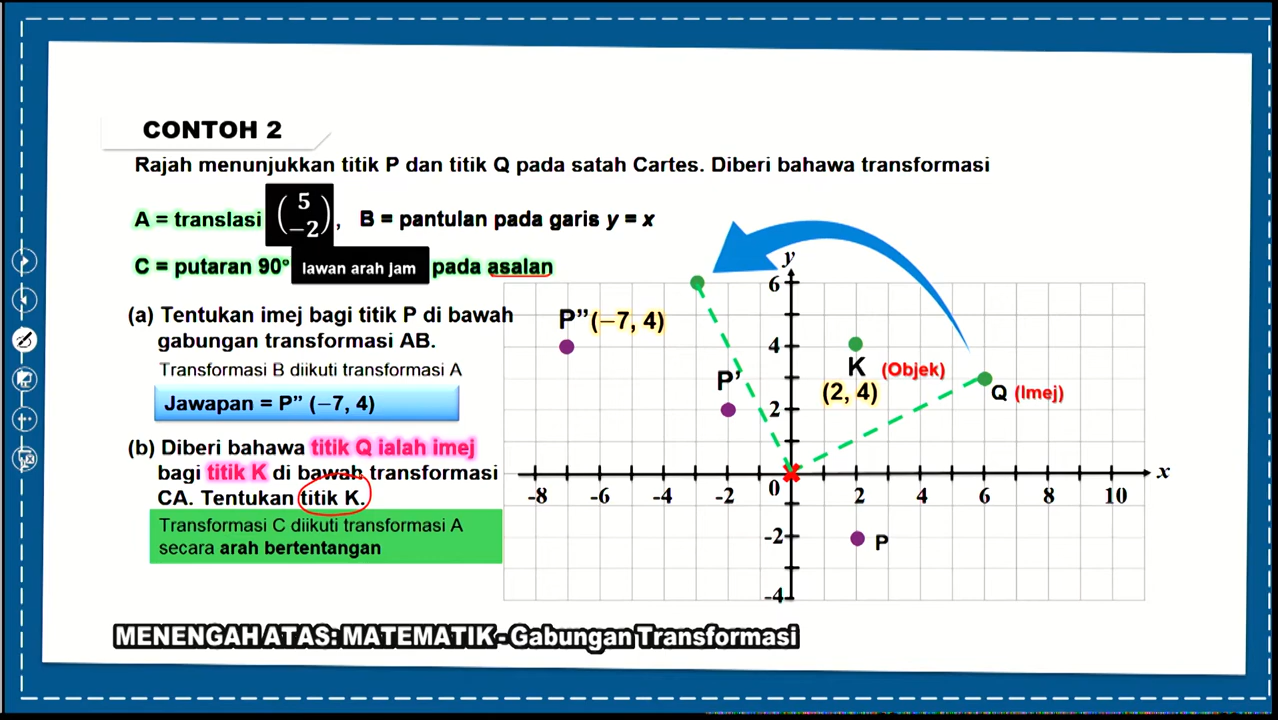 CONTOH 2
Rajah menunjukkan titik P dan titik Q pada satah Cartes. Diberi bahawa transformasi
A = translasi (5 −2), B = pantulan pada garis y = x
C = putaran 90° lawan arah jam pada asalan
(a) Tentukan imej bagi titik P di bawah
gabungan transformasi AB.
Transformasi B diikuti transformasi A
Jawapan = P” (−7, 4)
(b) Diberi bahawa titik Q ialah imej
bagi titik K di bawah transformasi
CA. Tentukan titik K.
Transformasi C diikuti transformasi A
secara arah bertentangan
y
6
P” (−7, 4)
4
K (Objek)
(2, 4)
P’
Q (Imej)
2
x
0
-8 -6 -4 -2 2 4 6 8 10
-2
P
-4
MENENGAH ATAS: MATEMATIK - Gabungan Transformasi